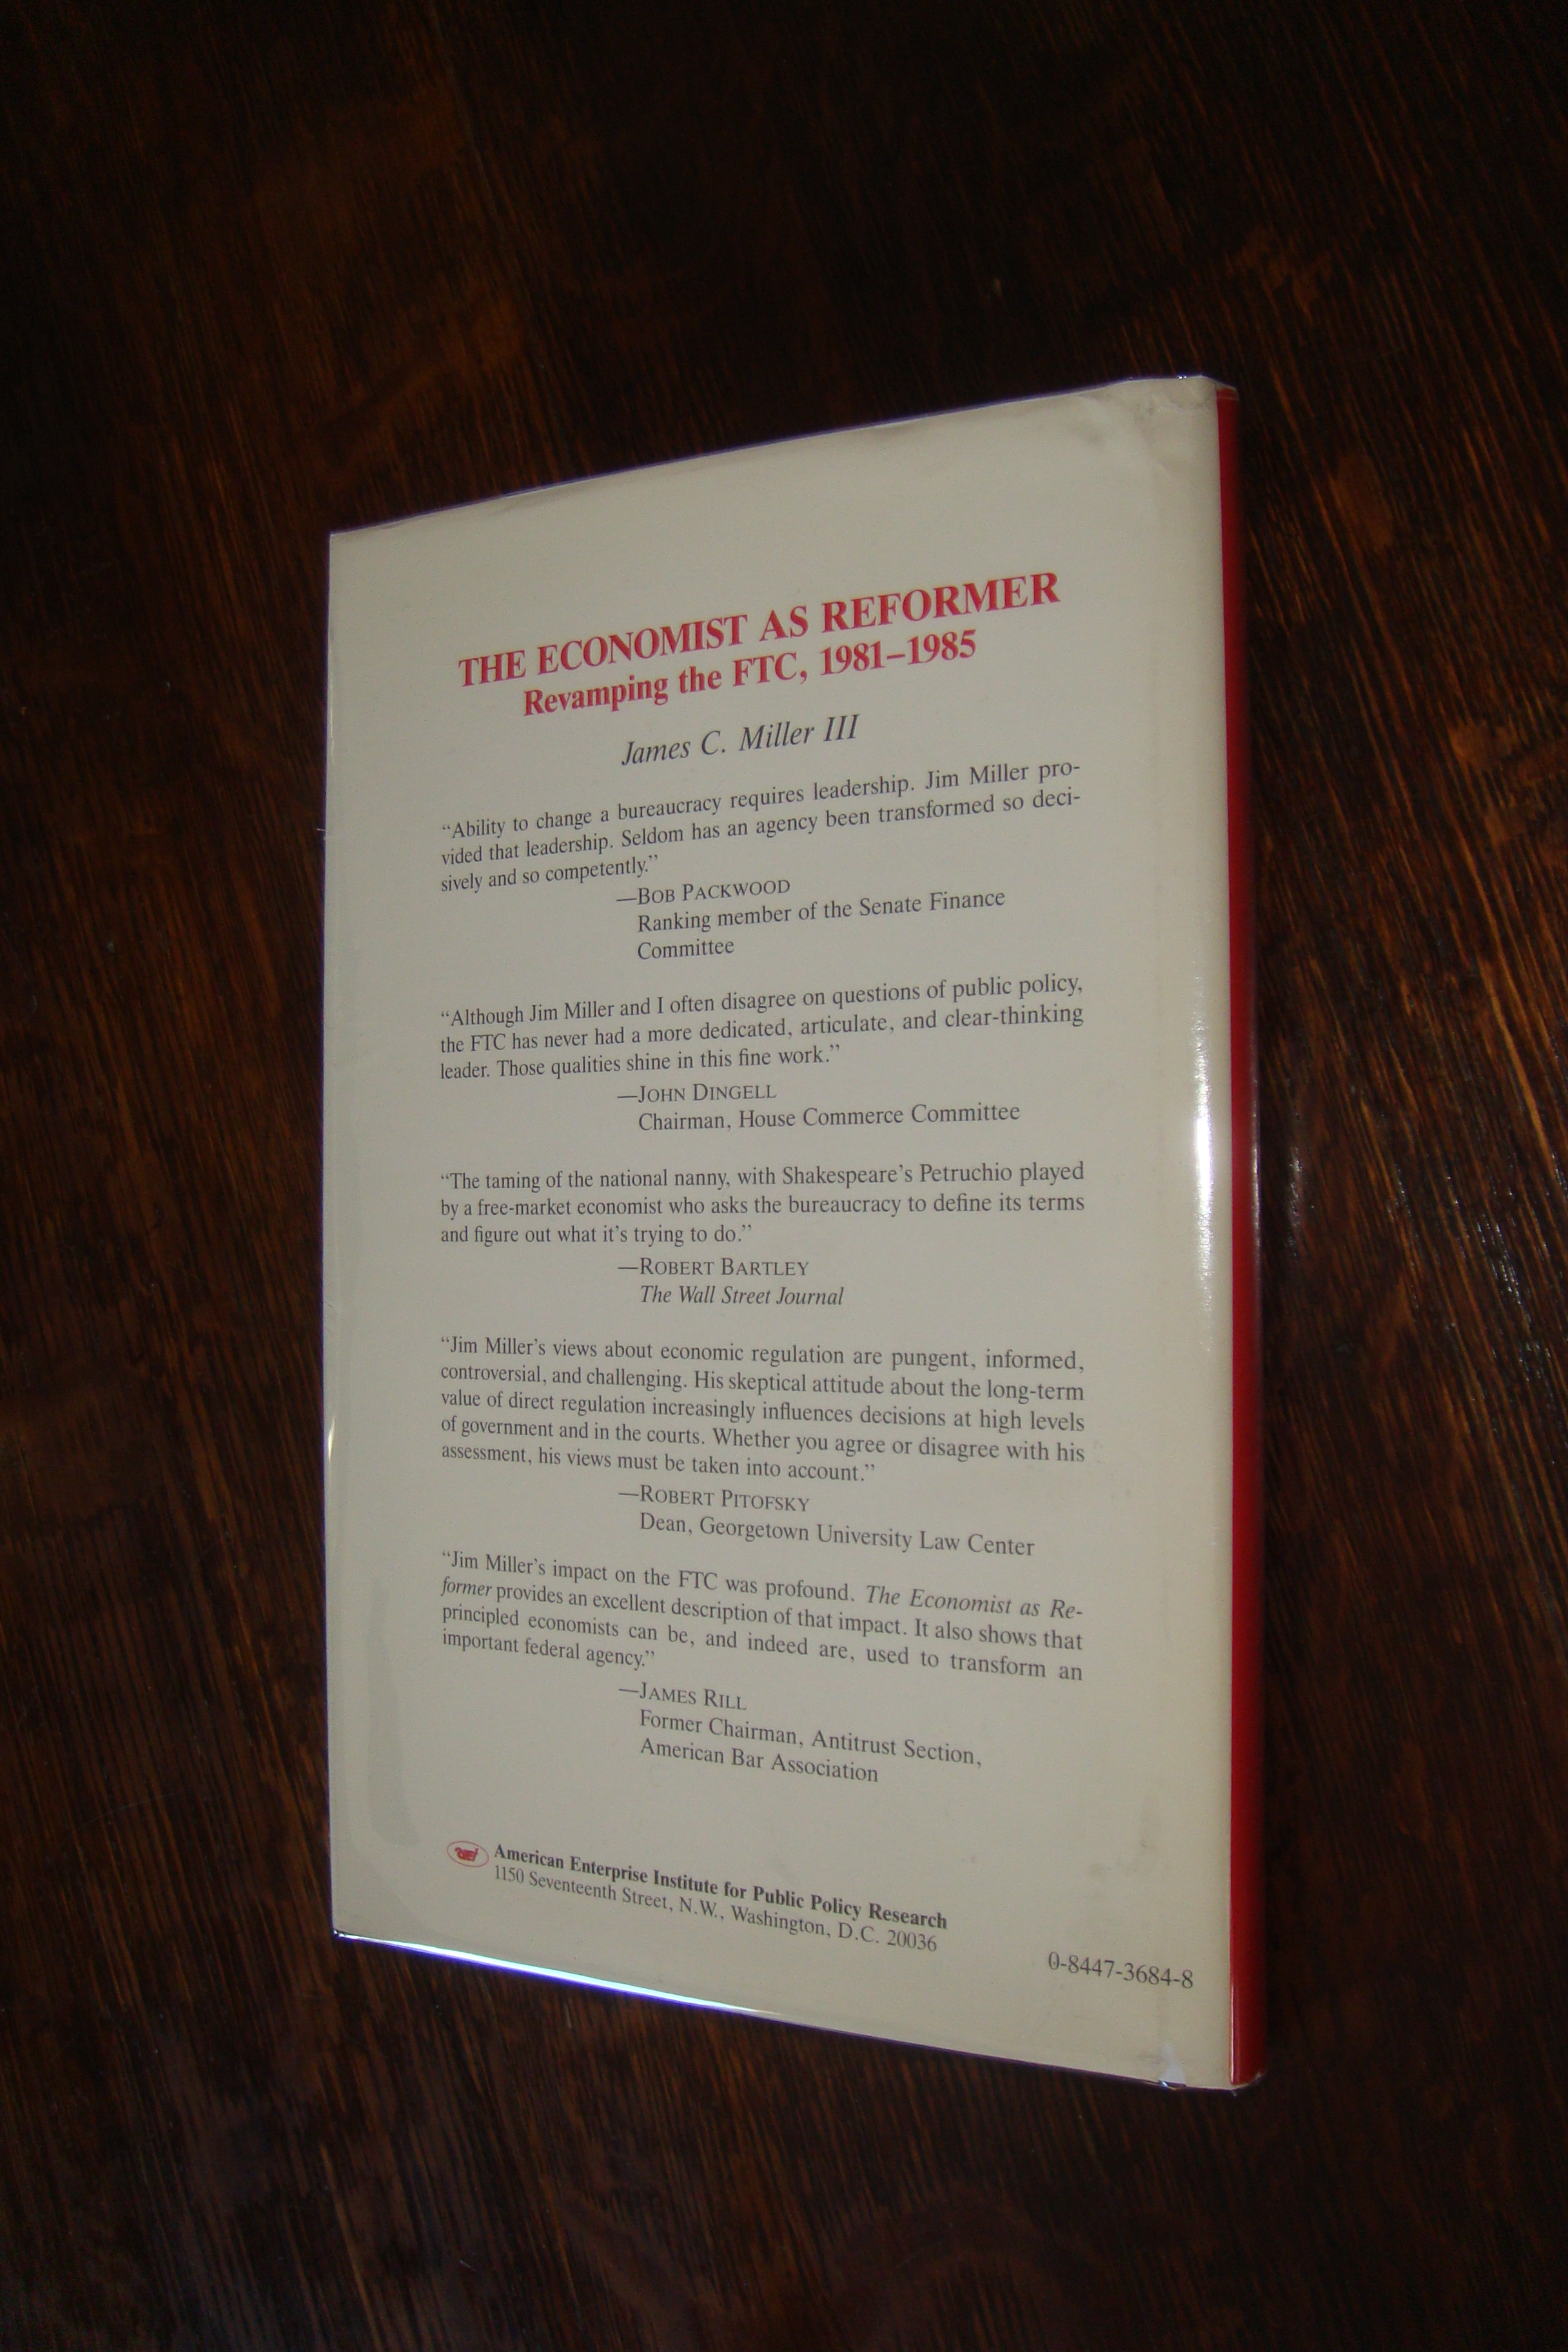 THE ECONOMIST AS REFORMER
Revamping the FTC, 1981–1985
James C. Miller III
“Ability to change a bureaucracy requires leadership. Jim Miller pro-
vided that leadership. Seldom has an agency been transformed so deci-
sively and so competently.”
—BOB PACKWOOD
Ranking member of the Senate Finance
Committee
“Although Jim Miller and I often disagree on questions of public policy,
the FTC has never had a more dedicated, articulate, and clear-thinking
leader. Those qualities shine in this fine work.”
—JOHN DINGELL
Chairman, House Commerce Committee
“The taming of the national nanny, with Shakespeare’s Petruchio played
by a free-market economist who asks the bureaucracy to define its terms
and figure out what it’s trying to do.”
—ROBERT BARTLEY
The Wall Street Journal
“Jim Miller’s views about economic regulation are pungent, informed,
controversial, and challenging. His skeptical attitude about the long-term
value of direct regulation increasingly influences decisions at high levels
of government and in the courts. Whether you agree or disagree with his
assessment, his views must be taken into account.”
—ROBERT PITOFSKY
Dean, Georgetown University Law Center
“Jim Miller’s impact on the FTC was profound. The Economist as Re-
former provides an excellent description of that impact. It also shows that
principled economists can be, and indeed are, used to transform an
important federal agency.”
—JAMES RILL
Former Chairman, Antitrust Section,
American Bar Association
American Enterprise Institute for Public Policy Research
1150 Seventeenth Street, N.W., Washington, D.C. 20036
0-8447-3684-8